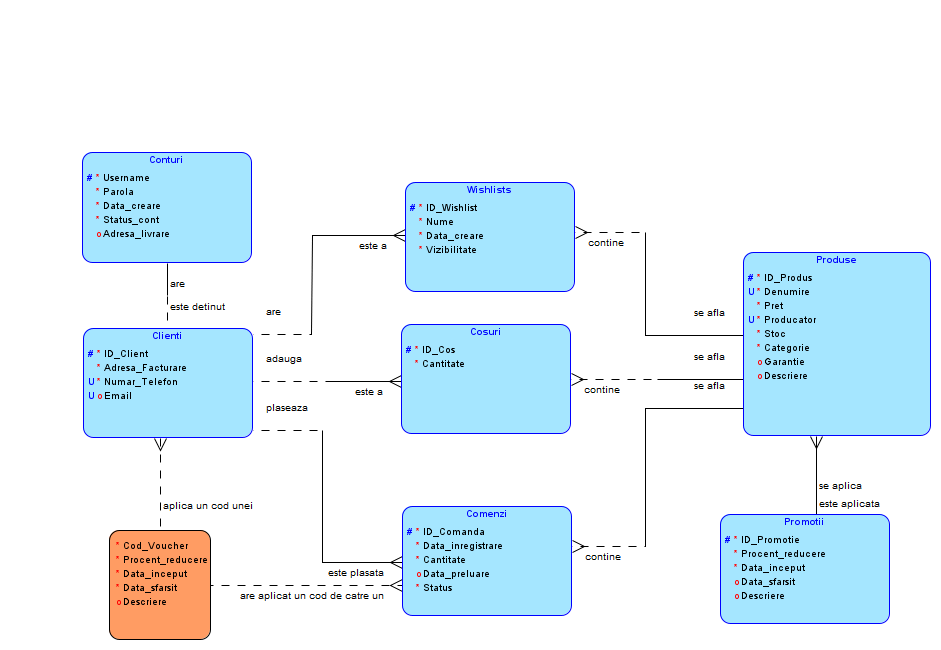 Conturi
# * Username
* Parola
* Data_creare
* Status_cont
o Adresa_livrare
are
este detinut
Clienti
# * ID_Client
* Adresa_Facturare
U * Numar_Telefon
U o Email
are
adauga
plaseaza
aplica un cod unei
* Cod_Voucher
* Procent_reducere
* Data_inceput
* Data_sfarsit
o Descriere
Wishlists
# * ID_Wishlist
* Nume
* Data_creare
* Vizibilitate
este a
contine
Cosuri
# * ID_Cos
* Cantitate
este a
contine
Comenzi
# * ID_Comanda
* Data_inregistrare
* Cantitate
o Data_preluare
* Status
este plasata
are aplicat un cod de catre un
contine
se afla
se afla
se afla
Produse
# * ID_Produs
U * Denumire
* Pret
U * Producator
* Stoc
* Categorie
o Garantie
o Descriere
se aplica
este aplicata
Promotii
# * ID_Promotie
* Procent_reducere
* Data_inceput
o Data_sfarsit
o Descriere